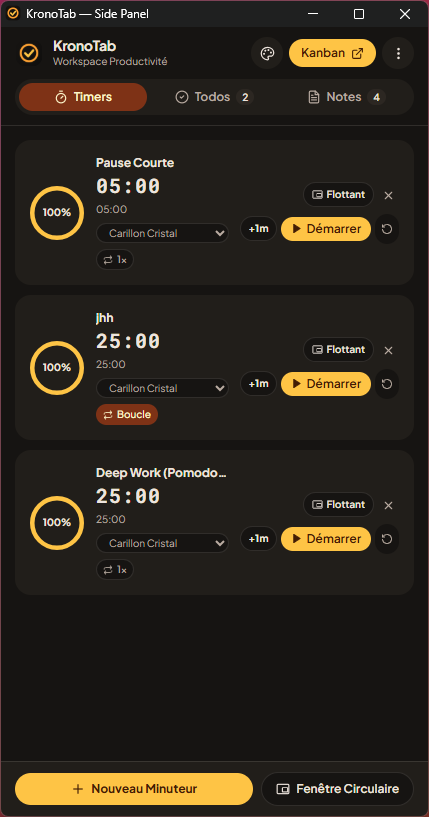 KronoTab — Side Panel
KronoTab
Workspace Productivité
Kanban
Timers
Todos 2
Notes 4
Pause Courte
100%
05:00
05:00
Flottant
Carillon Cristal
+1m
Démarrer
1×
jhh
100%
25:00
25:00
Flottant
Carillon Cristal
+1m
Démarrer
Boucle
Deep Work (Pomodo...
100%
25:00
25:00
Flottant
Carillon Cristal
+1m
Démarrer
1×
+ Nouveau Minuteur
Fenêtre Circulaire